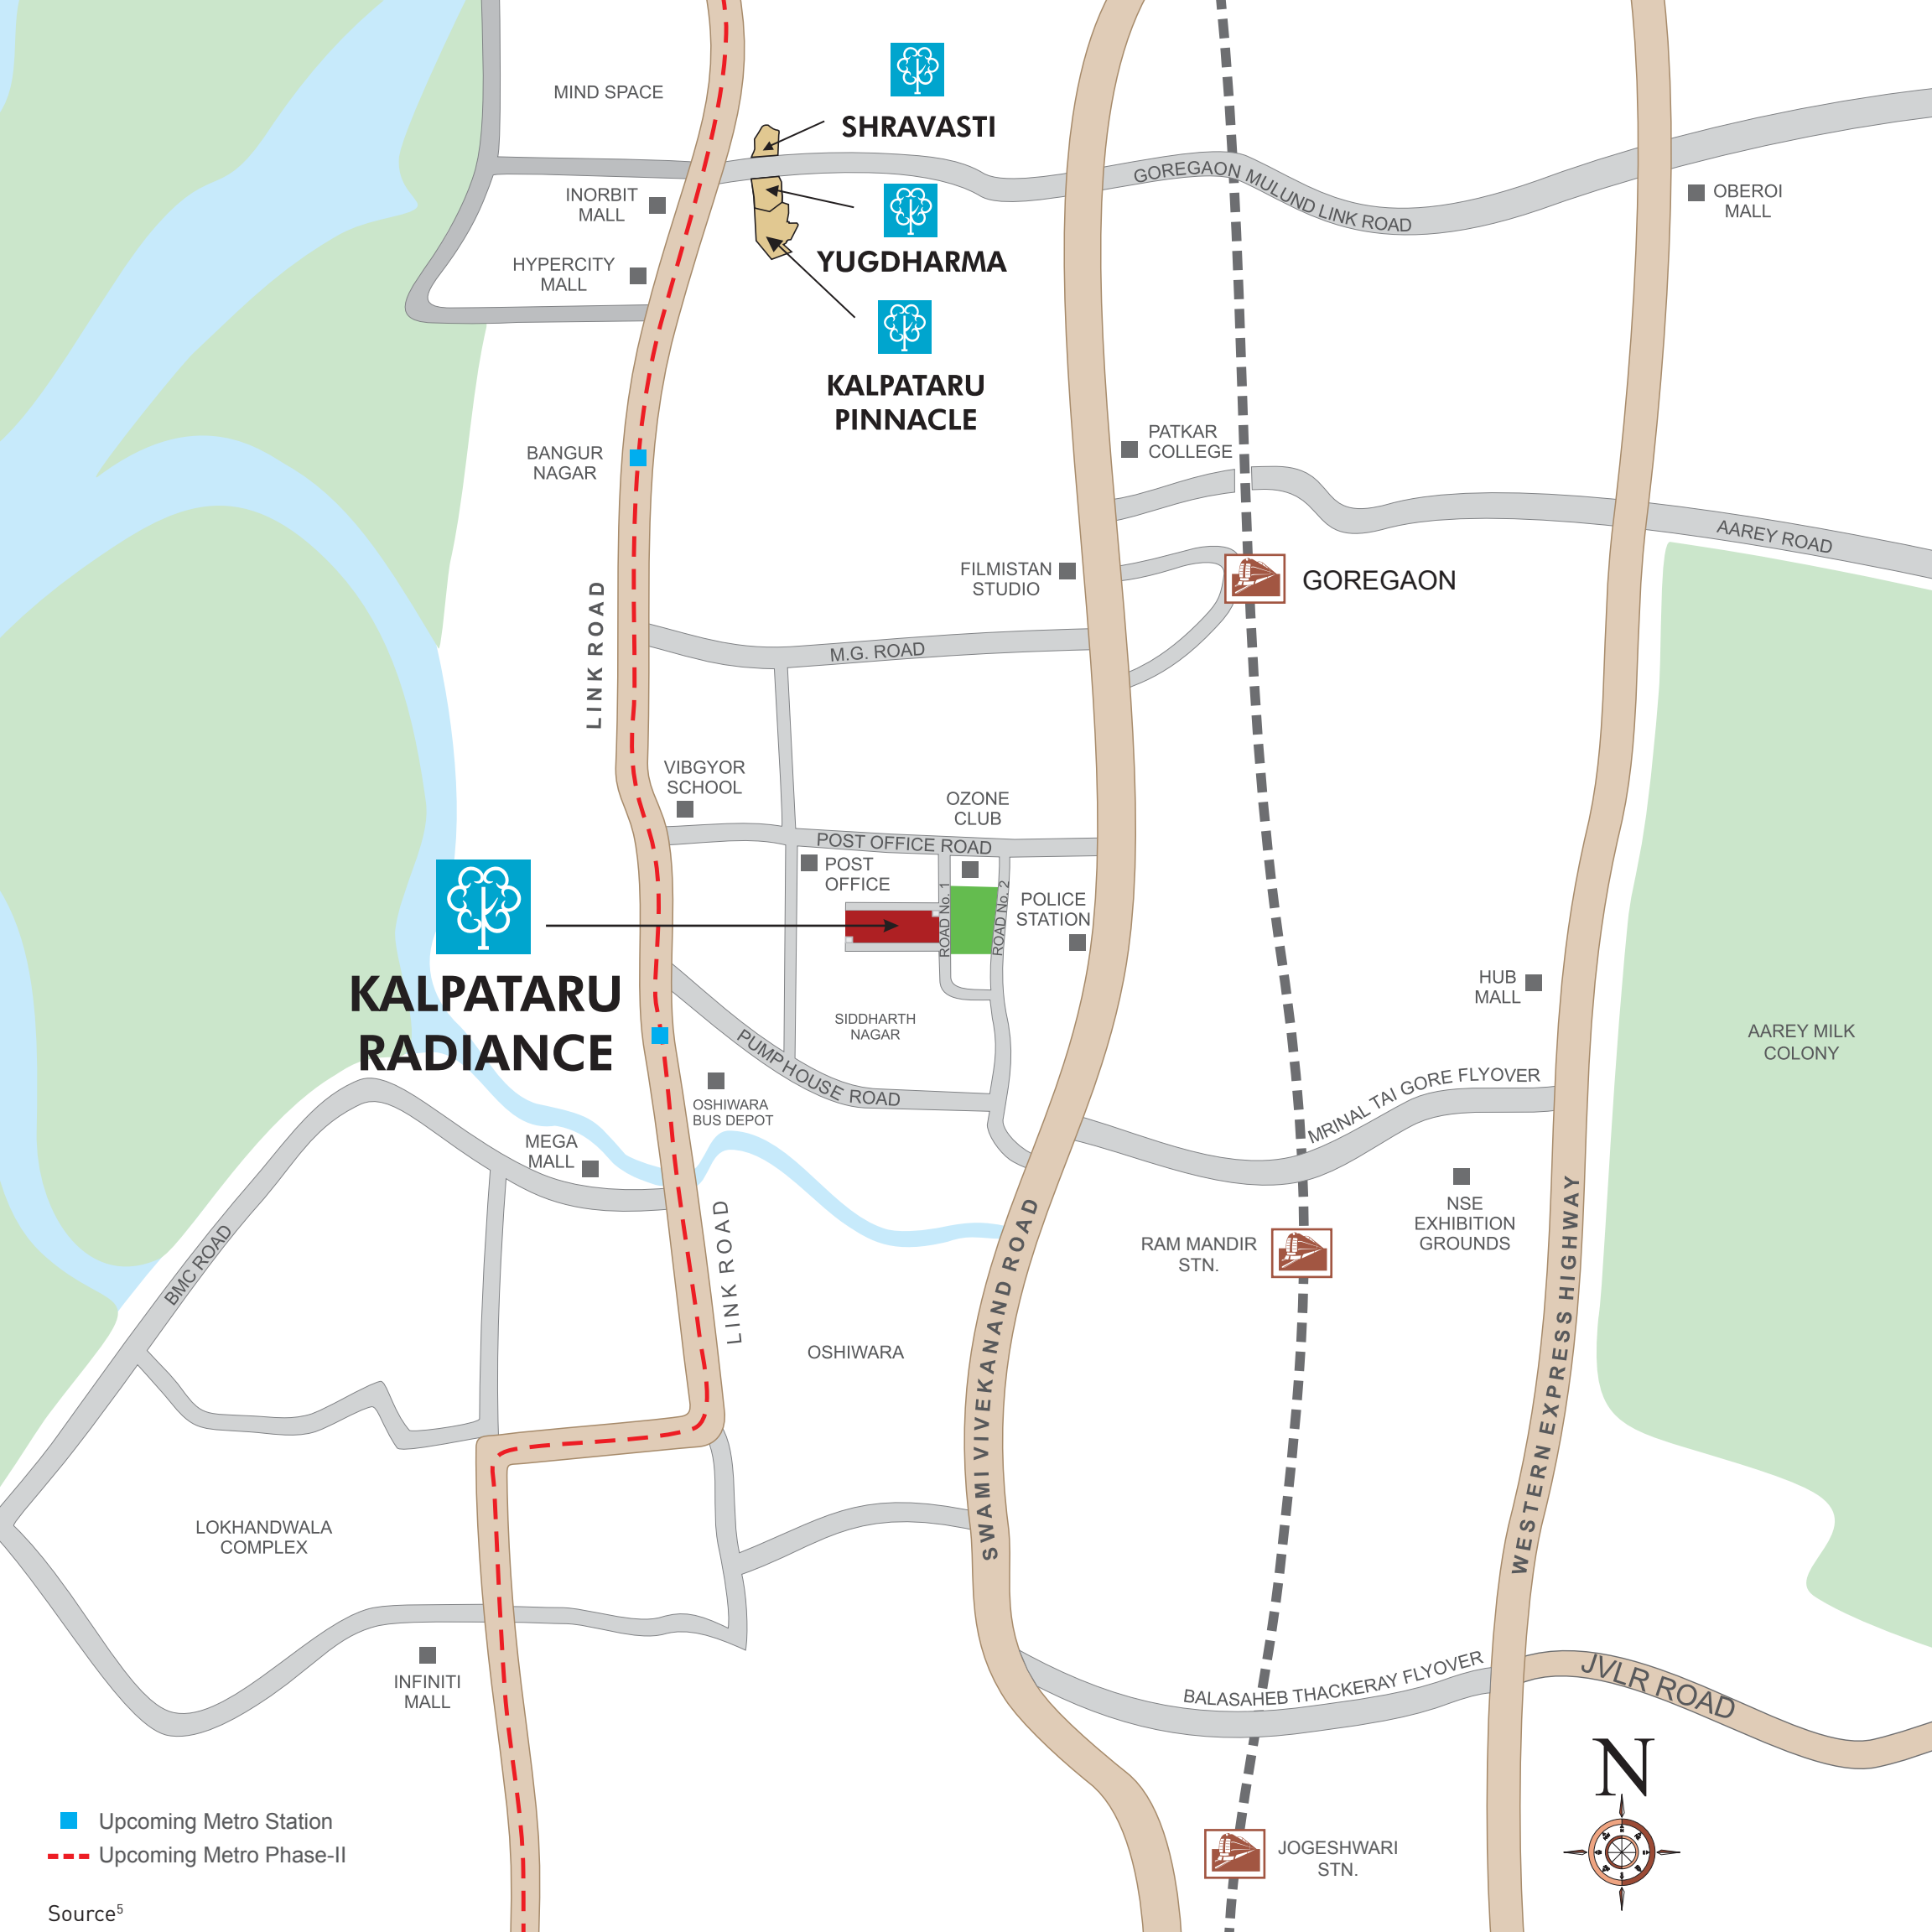 MIND SPACE
SHRAVASTI
GOREGAON MULUND LINK ROAD
INORBIT
MALL
OBEROI
MALL
YUGDHARMA
HYPERCITY
MALL
KALPATARU
PINNACLE
BANGUR
NAGAR
PATKAR
COLLEGE
AAREY ROAD
FILMISTAN
STUDIO
GOREGAON
LINK ROAD
M.G. ROAD
VIBGYOR
SCHOOL
OZONE
CLUB
POST OFFICE ROAD
POST
OFFICE
ROAD No. 1
ROAD No. 2
POLICE
STATION
KALPATARU
RADIANCE
HUB
MALL
SIDDHARTH
NAGAR
AAREY MILK
COLONY
PUMP HOUSE ROAD
OSHIWARA
BUS DEPOT
MRINAL TAI GORE FLYOVER
MEGA
MALL
NSE
EXHIBITION
GROUNDS
BMC ROAD
LINK ROAD
RAM MANDIR
STN.
SWAMI VIVEKANAND ROAD
WESTERN EXPRESS HIGHWAY
OSHIWARA
LOKHANDWALA
COMPLEX
INFINITI
MALL
BALASAHEB THACKERAY FLYOVER
JVLR ROAD
N
Upcoming Metro Station
Upcoming Metro Phase-II
JOGESHWARI
STN.
Source5